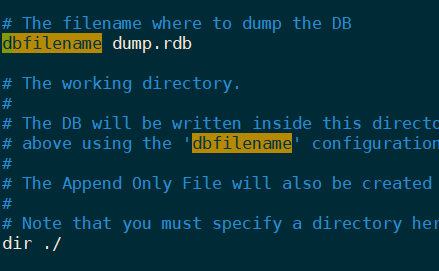 # The filename where to dump the DB
dbfilename dump.rdb
# The working directory.
#
# The DB will be written inside this directo
# above using the 'dbfilename' configuration
#
# The Append Only File will also be created
#
# Note that you must specify a directory her
dir ./